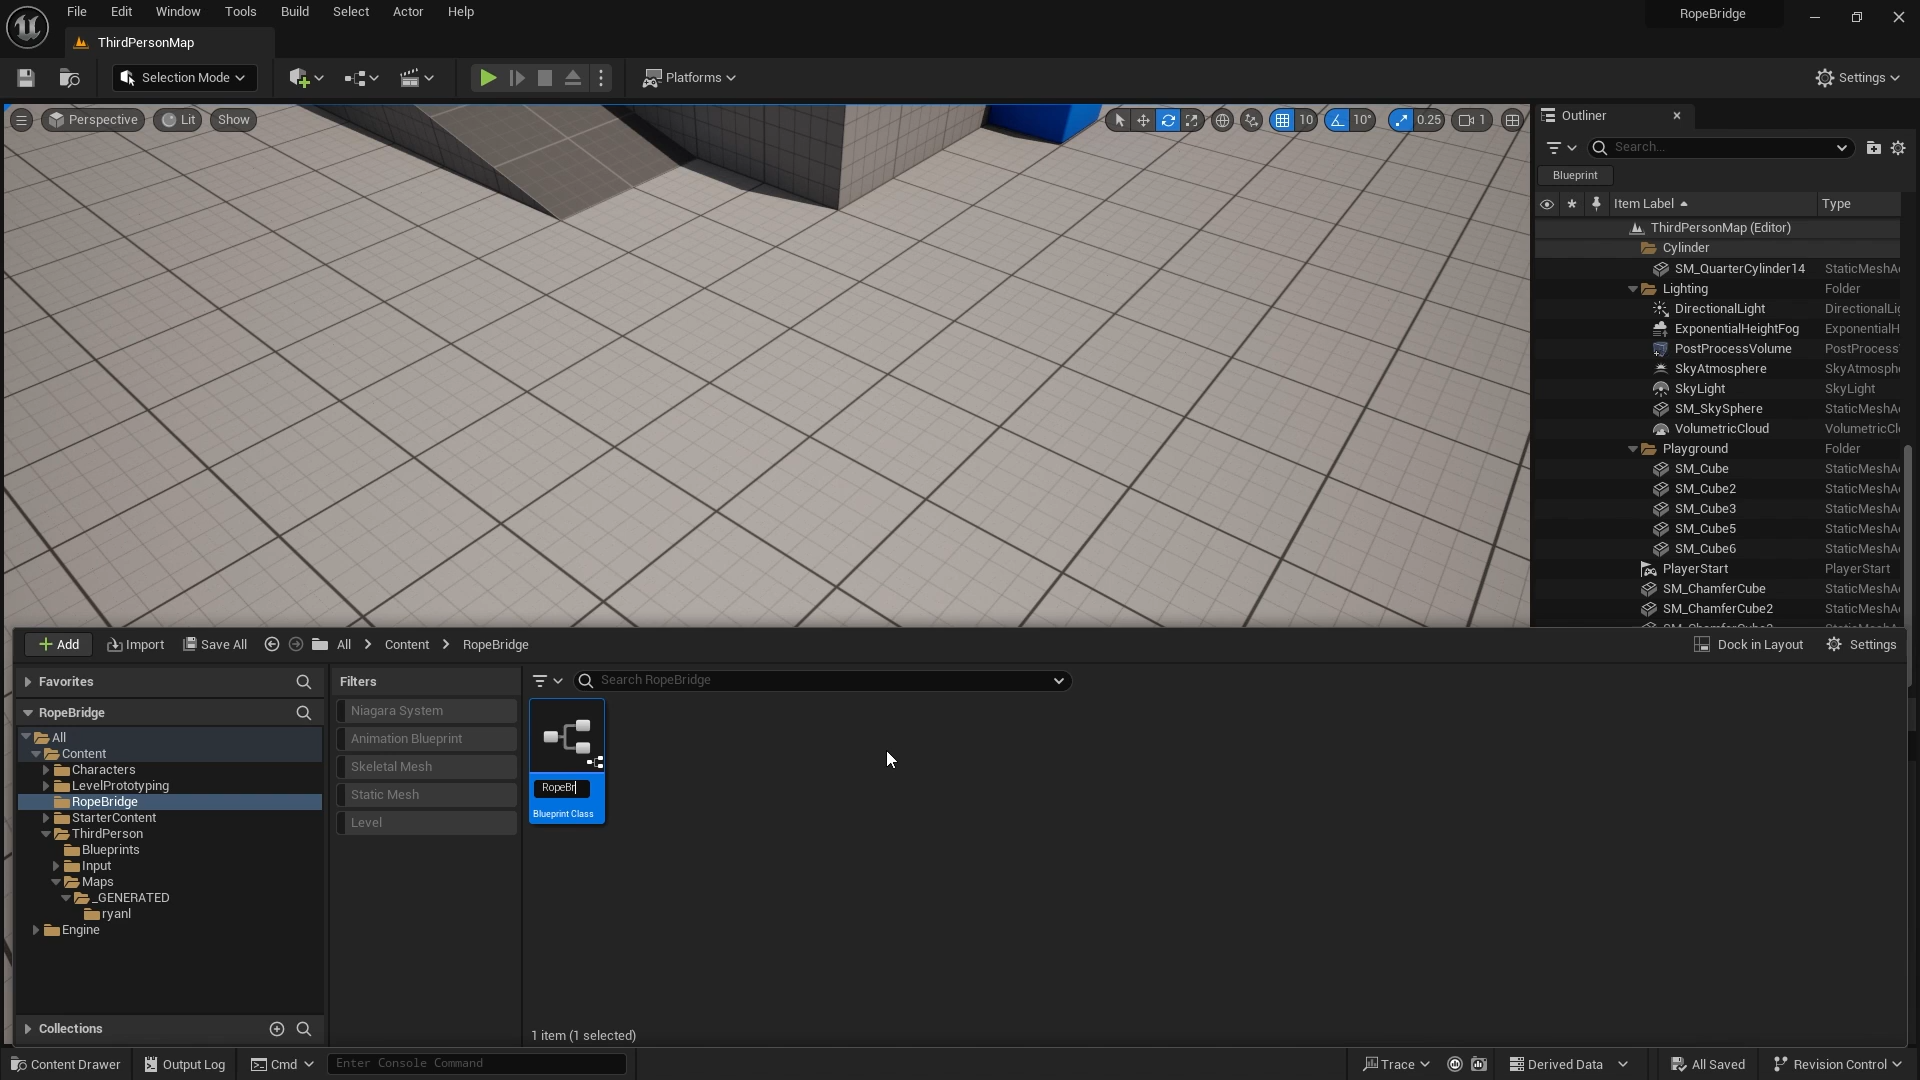 File Edit Window Tools Build Select Actor Help
RopeBridge
ThirdPersonMap
Selection Mode
Platforms
Settings
Perspective Lit Show
10 10° 0.25 1
Outliner
Search...
Blueprint
Item Label Type
ThirdPersonMap (Editor)
Cylinder
SM_QuarterCylinder14 StaticMeshA
Lighting Folder
DirectionalLight DirectionalLi
ExponentialHeightFog ExponentialH
PostProcessVolume PostProcess
SkyAtmosphere SkyAtmosph
SkyLight SkyLight
SM_SkySphere StaticMeshA
VolumetricCloud VolumetricCl
Playground Folder
SM_Cube StaticMeshA
SM_Cube2 StaticMeshA
SM_Cube3 StaticMeshA
SM_Cube5 StaticMeshA
SM_Cube6 StaticMeshA
PlayerStart PlayerStart
SM_ChamferCube StaticMeshA
SM_ChamferCube2 StaticMeshA
Add Import Save All All > Content > RopeBridge
Dock in Layout Settings
Favorites
RopeBridge
All
Content
Characters
LevelPrototyping
RopeBridge
StarterContent
ThirdPerson
Blueprints
Input
Maps
_GENERATED
ryanl
Engine
Collections
Filters
Niagara System
Animation Blueprint
Skeletal Mesh
Static Mesh
Level
Search RopeBridge
RopeBr
Blueprint Class
1 item (1 selected)
Content Drawer Output Log Cmd Enter Console Command
Trace Derived Data All Saved Revision Control